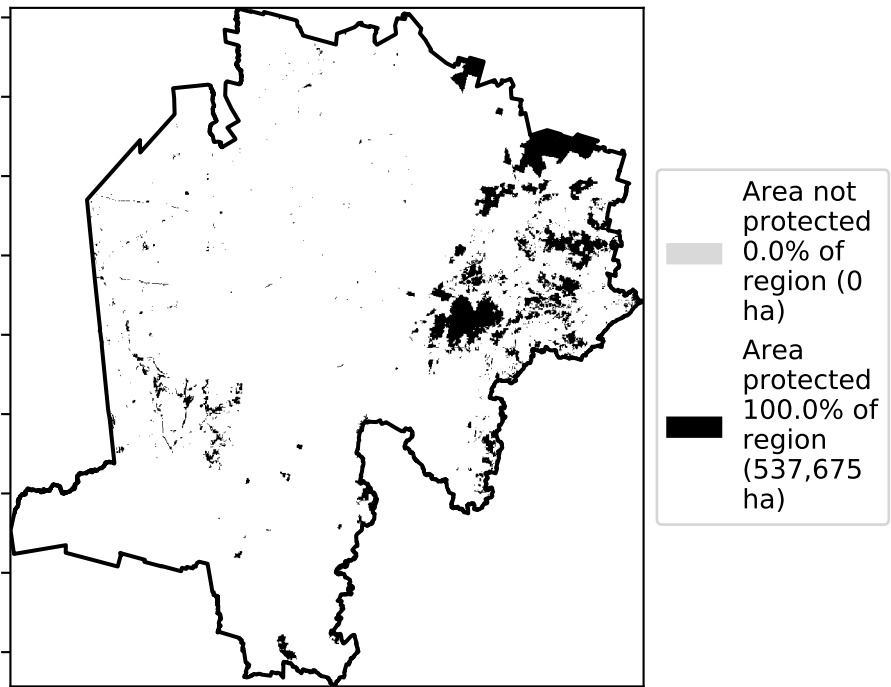 Area not
protected
0.0% of
region (0
ha)
Area
protected
100.0% of
region
(537,675
ha)